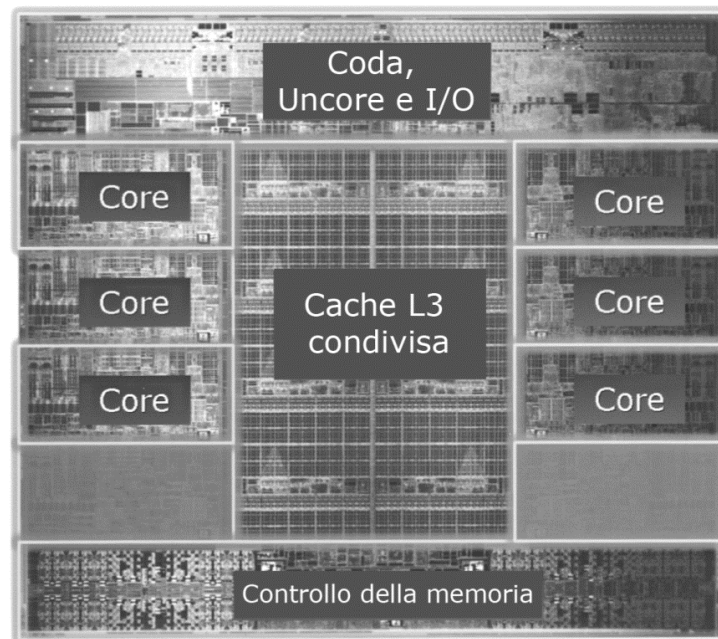 Coda,
Uncore e I/O
Core
Core
Core
Core
Core
Core
Cache L3
condivisa
Controllo della memoria